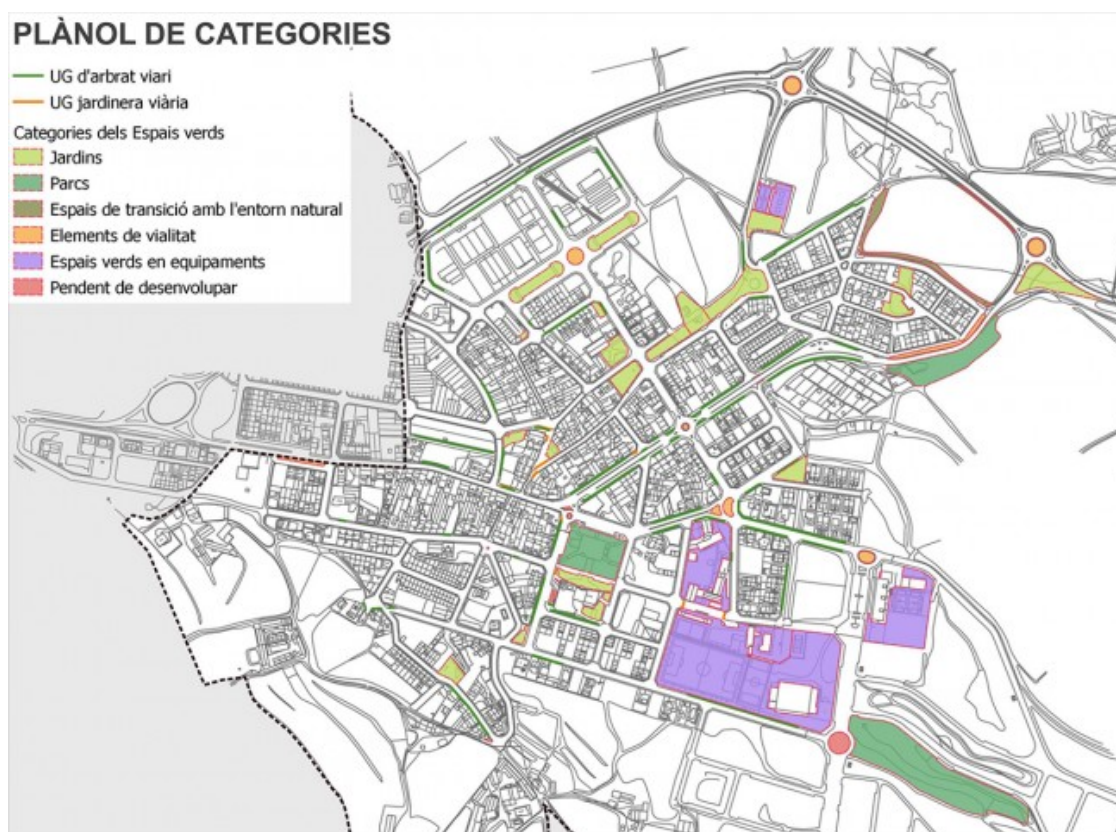 PLÀNOL DE CATEGORIES
UG d'arbrat viari
UG jardinera viària
Categories dels Espais verds
Jardins
Parcs
Espais de transició amb l'entorn natural
Elements de vialitat
Espais verds en equipaments
Pendent de desenvolupar